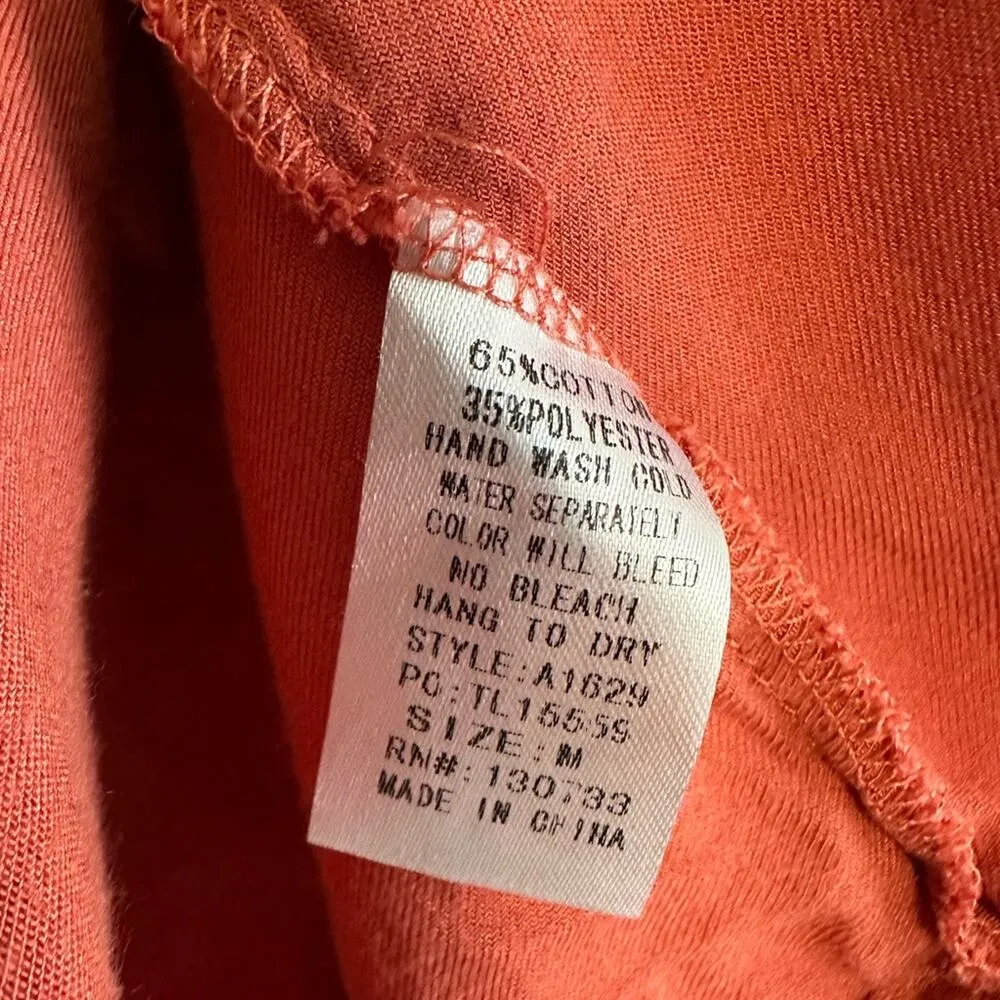 65%COTTON
35%POLYESTER
HAND WASH COLD
WATER SEPARATELY
COLOR WILL BLEED
NO BLEACH
HANG TO DRY
STYLE:A1629
PO:TL15559
SIZE:M
RN#:130733
MADE IN CHINA